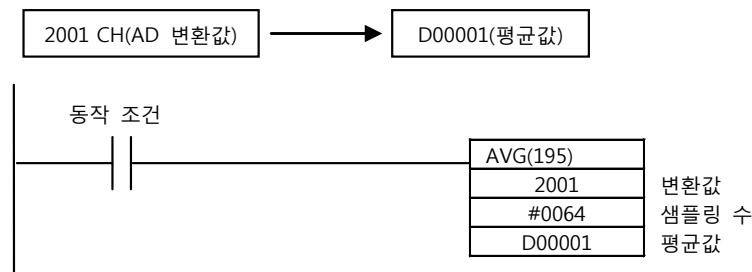 2001 CH(AD 변환값) D00001(평균값)
동작 조건
AVG(195)
2001 변환값
#0064 샘플링 수
D00001 평균값